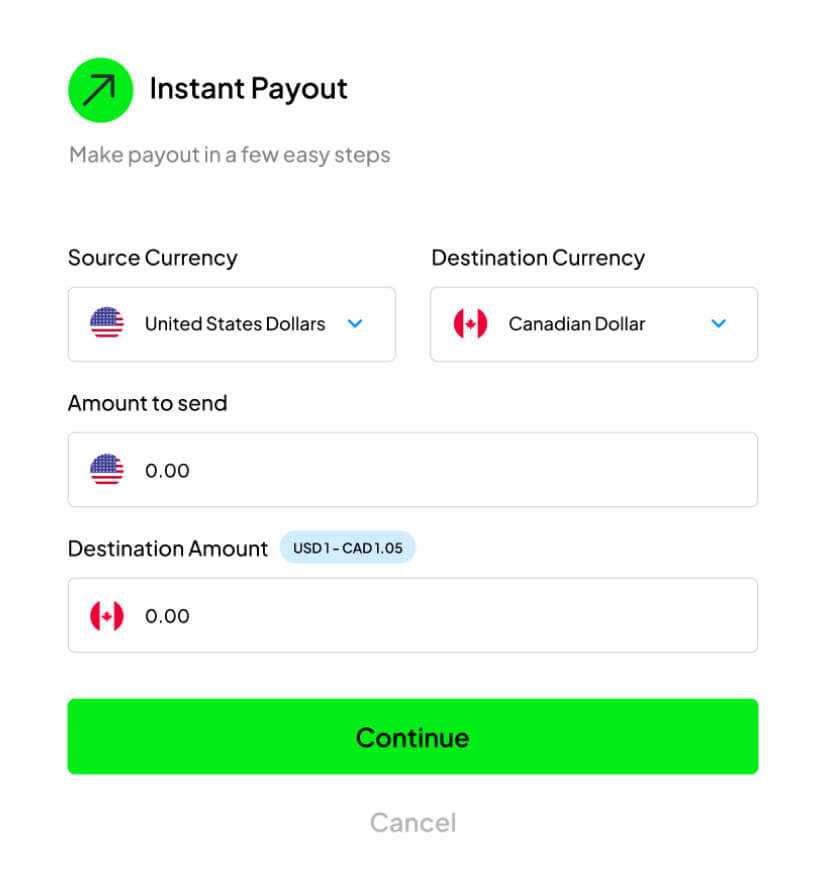 Instant Payout
Make payout in a few easy steps
Source Currency
Destination Currency
United States Dollars
Canadian Dollar
Amount to send
0.00
Destination Amount
USD 1 - CAD 1.05
0.00
Continue
Cancel